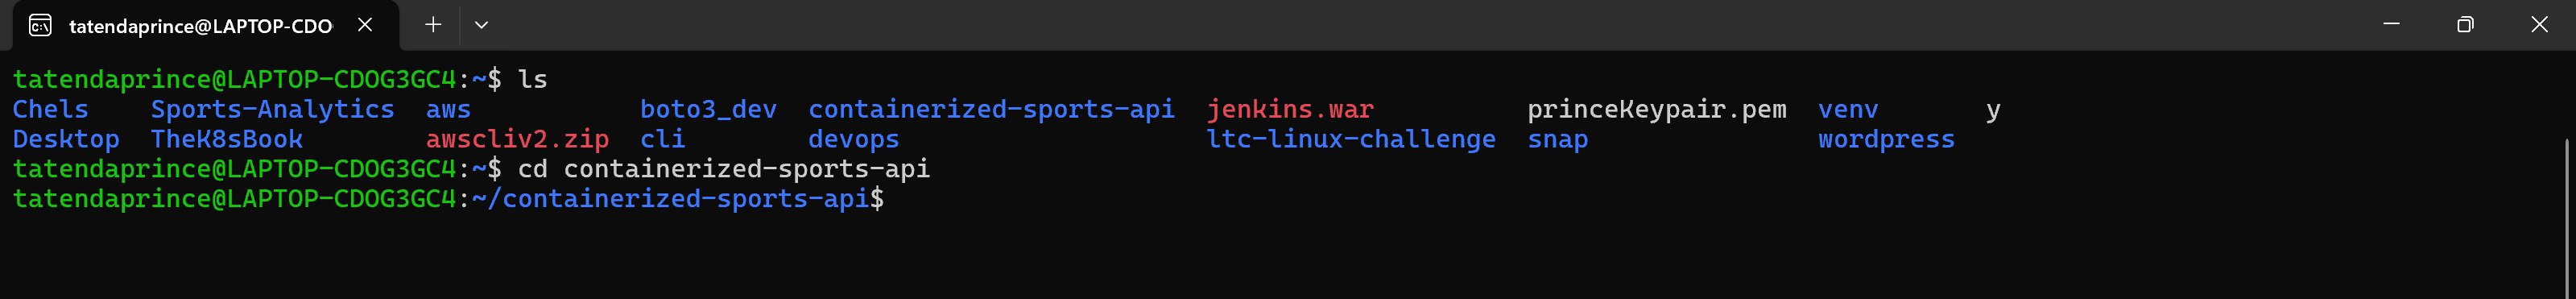 tatendaprince@LAPTOP-CDO
tatendaprince@LAPTOP-CDOG3GC4:~$ ls
Chels    Sports-Analytics  aws           boto3_dev  containerized-sports-api  jenkins.war          princeKeypair.pem  venv       y
Desktop  TheK8sBook        awscliv2.zip  cli        devops                    ltc-linux-challenge  snap               wordpress
tatendaprince@LAPTOP-CDOG3GC4:~$ cd containerized-sports-api
tatendaprince@LAPTOP-CDOG3GC4:~/containerized-sports-api$